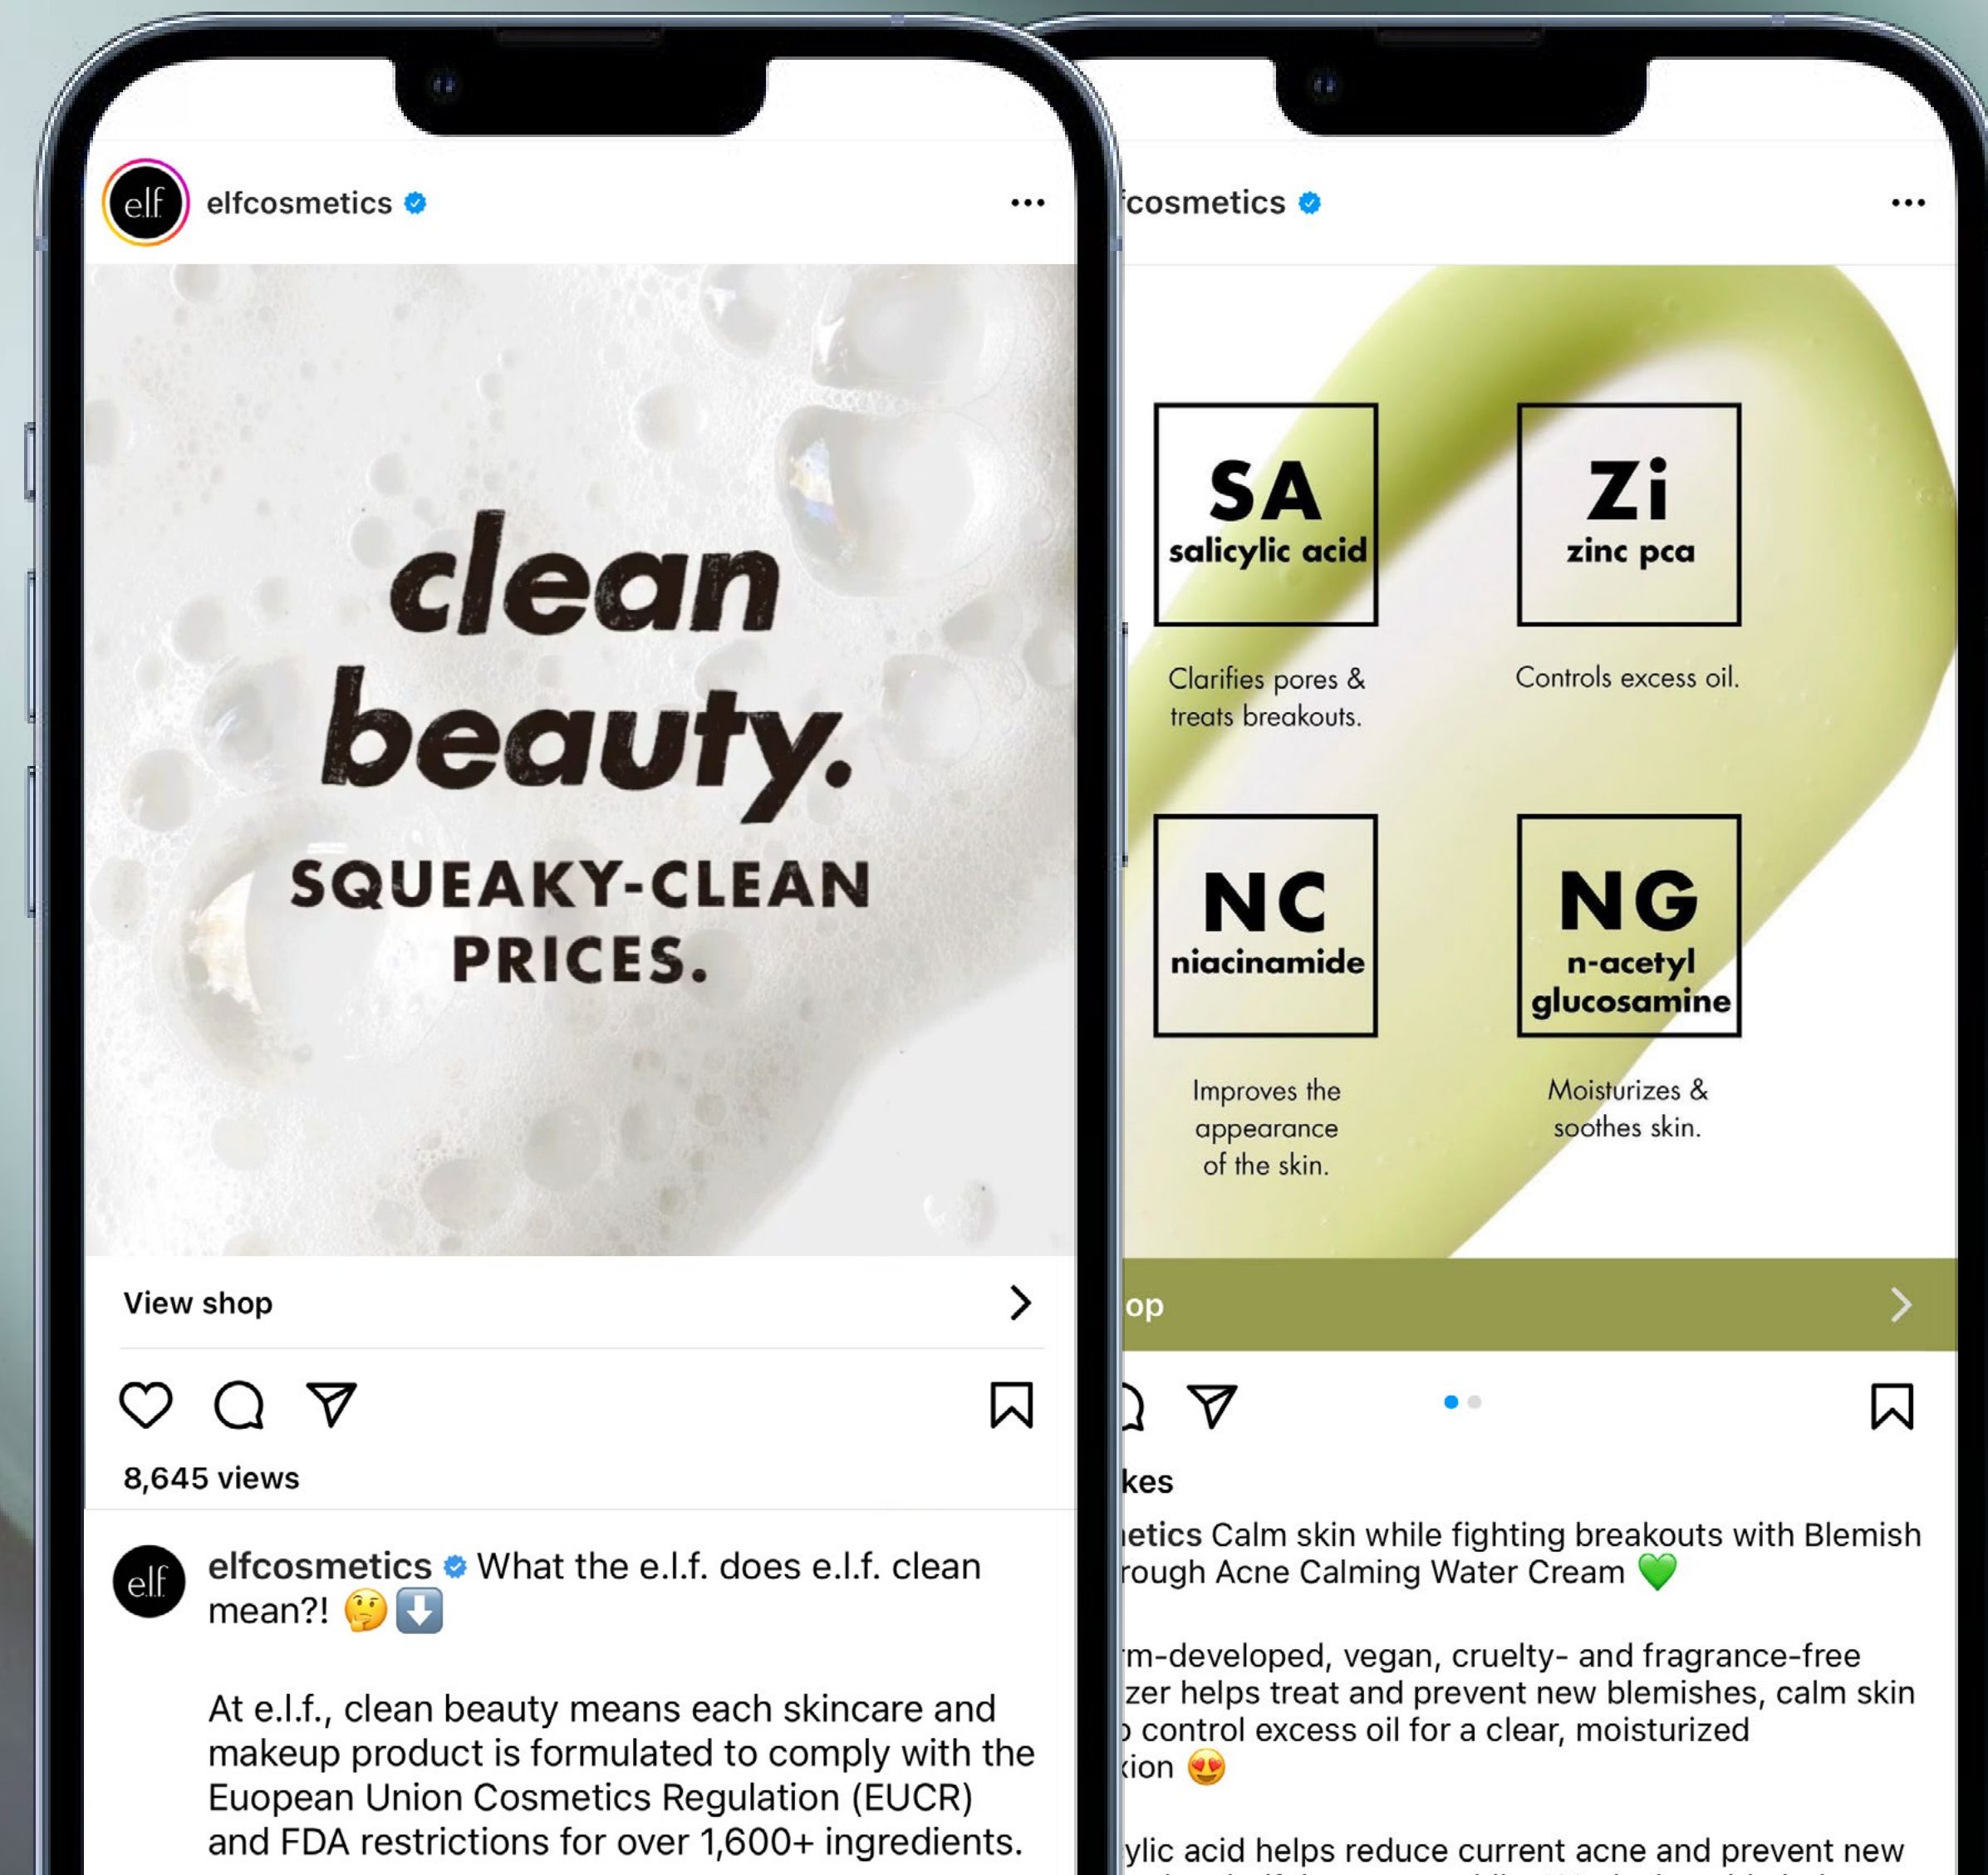 e.l.f.
elfcosmetics
clean
beauty.
SQUEAKY-CLEAN
PRICES.
View shop
8,645 views
e.l.f.
elfcosmetics What the e.l.f. does e.l.f. clean
mean?! 🤔⬇️
At e.l.f., clean beauty means each skincare and
makeup product is formulated to comply with the
Euopean Union Cosmetics Regulation (EUCR)
and FDA restrictions for over 1,600+ ingredients.
fcosmetics
SA
salicylic acid
Clarifies pores &
treats breakouts.
Zi
zinc pca
Controls excess oil.
NC
niacinamide
Improves the
appearance
of the skin.
NG
n-acetyl
glucosamine
Moisturizes &
soothes skin.
op
kes
etics Calm skin while fighting breakouts with Blemish
rough Acne Calming Water Cream 💚
m-developed, vegan, cruelty- and fragrance-free
zer helps treat and prevent new blemishes, calm skin
control excess oil for a clear, moisturized
ion 😍
ylic acid helps reduce current acne and prevent new